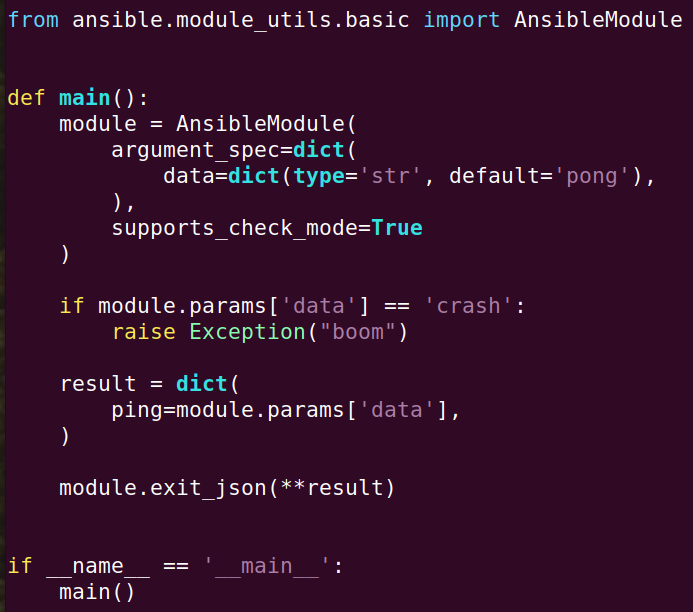 from ansible.module_utils.basic import AnsibleModule
def main():
    module = AnsibleModule(
        argument_spec=dict(
            data=dict(type='str', default='pong'),
        ),
        supports_check_mode=True
    )
    if module.params['data'] == 'crash':
        raise Exception("boom")
    result = dict(
        ping=module.params['data'],
    )
    module.exit_json(**result)
if __name__ == '__main__':
    main()